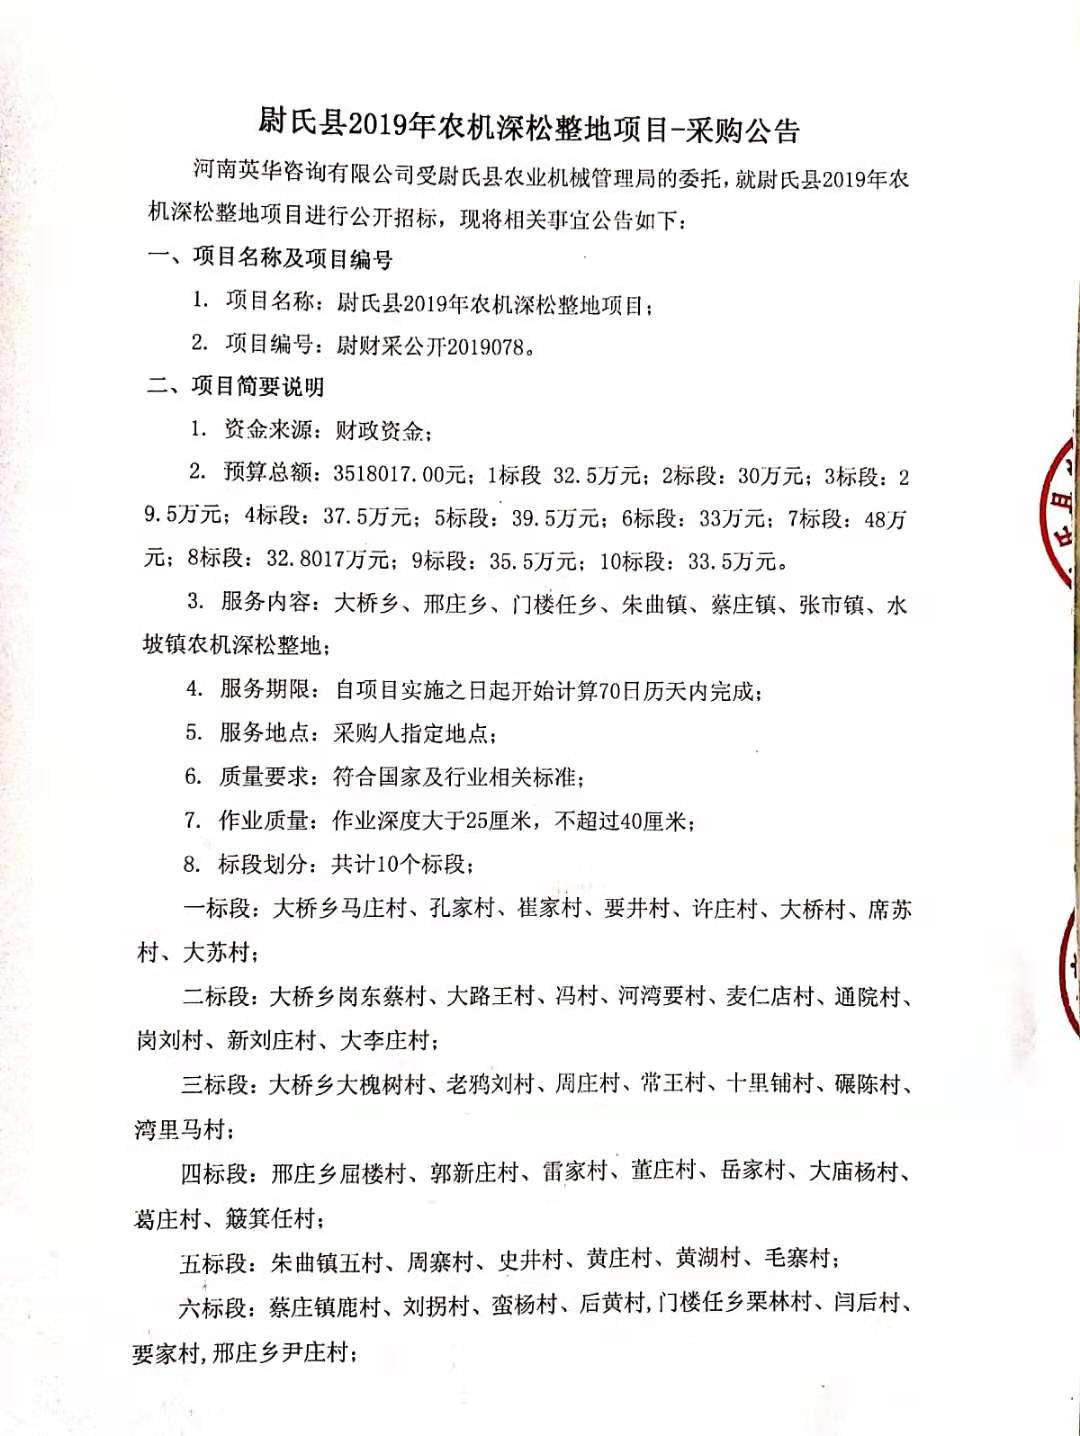 尉氏县2019年农机深松整地项目-采购公告
河南英华咨询有限公司受尉氏县农业机械管理局的委托,就尉氏县2019年农
机深松整地项目进行公开招标，现将相关事宜公告如下：
一、项目名称及项目编号
1. 项目名称：尉氏县2019年农机深松整地项目；
2. 项目编号：尉财采公开2019078。
二、项目简要说明
1. 资金来源：财政资金；
2. 预算总额：3518017.00元；1标段 32.5万元；2标段：30万元；3标段：2
9.5万元；4标段：37.5万元；5标段：39.5万元；6标段：33万元；7标段：48万
元；8标段：32.8017万元；9标段：35.5万元；10标段：33.5万元。
3. 服务内容：大桥乡、邢庄乡、门楼任乡、朱曲镇、蔡庄镇、张市镇、水
坡镇农机深松整地；
4. 服务期限：自项目实施之日起开始计算70日历天内完成；
5. 服务地点：采购人指定地点；
6. 质量要求：符合国家及行业相关标准；
7. 作业质量：作业深度大于25厘米，不超过40厘米；
8. 标段划分：共计10个标段；
一标段：大桥乡马庄村、孔家村、崔家村、要井村、许庄村、大桥村、席苏
村、大苏村；
二标段：大桥乡岗东蔡村、大路王村、冯村、河湾要村、麦仁店村、通院村、
岗刘村、新刘庄村、大李庄村；
三标段：大桥乡大槐树村、老鸦刘村、周庄村、常王村、十里铺村、碾陈村、
湾里马村；
四标段：邢庄乡屈楼村、郭新庄村、雷家村、董庄村、岳家村、大庙杨村、
葛庄村、簸箕任村；
五标段：朱曲镇五村、周寨村、史井村、黄庄村、黄湖村、毛寨村；
六标段：蔡庄镇鹿村、刘拐村、蛮杨村、后黄村,门楼任乡栗林村、闫后村、
要家村,邢庄乡尹庄村；